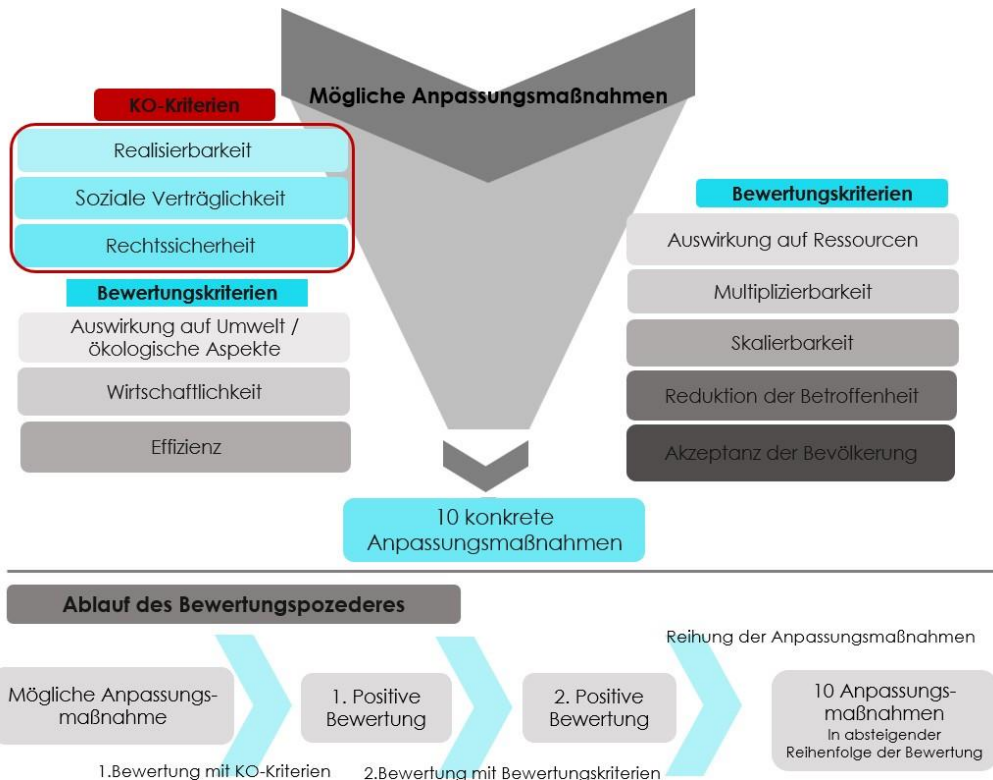 Mögliche Anpassungsmaßnahmen
KO-Kriterien
Realisierbarkeit
Soziale Verträglichkeit
Rechtssicherheit
Bewertungskriterien
Auswirkung auf Umwelt /
ökologische Aspekte
Wirtschaftlichkeit
Effizienz
Bewertungskriterien
Auswirkung auf Ressourcen
Multiplizierbarkeit
Skalierbarkeit
Reduktion der Betroffenheit
Akzeptanz der Bevölkerung
10 konkrete
Anpassungsmaßnahmen
Ablauf des Bewertungspozederes
Mögliche Anpassungs-
maßnahme
1.Bewertung mit KO-Kriterien
1. Positive
Bewertung
2.Bewertung mit Bewertungskriterien
2. Positive
Bewertung
Reihung der Anpassungsmaßnahmen
10 Anpassungs-
maßnahmen
In absteigender
Reihenfolge der Bewertung